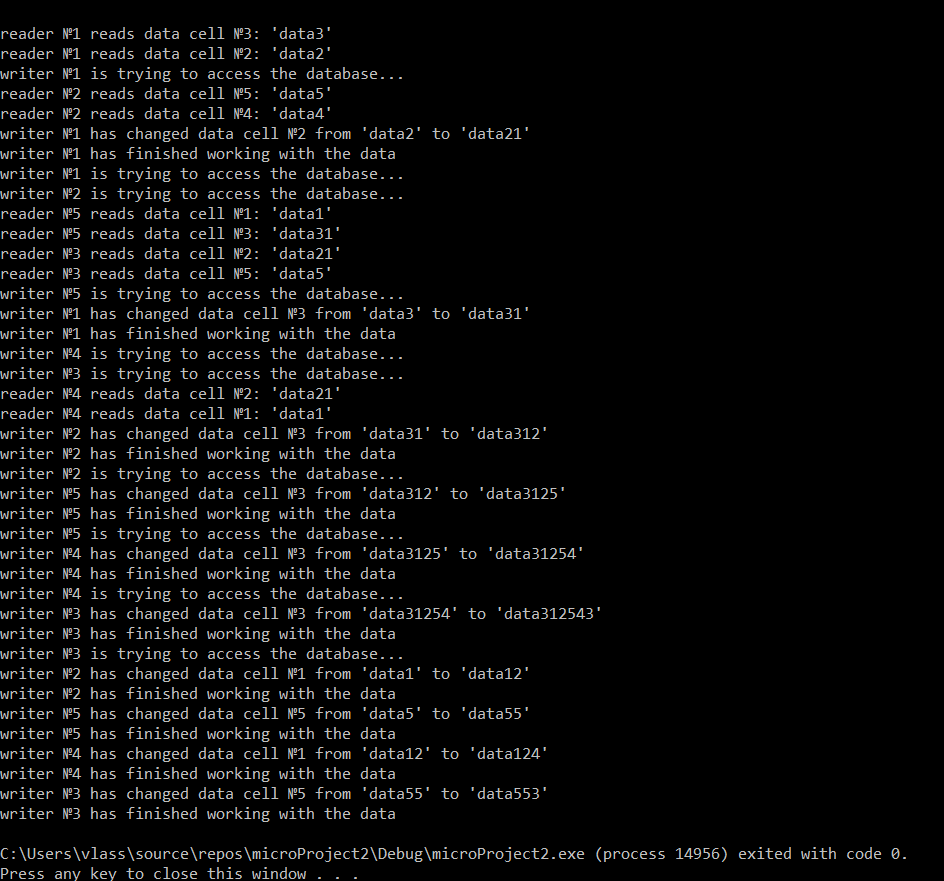 reader №1 reads data cell №3: 'data3'
reader №1 reads data cell №2: 'data2'
writer №1 is trying to access the database...
reader №2 reads data cell №5: 'data5'
reader №2 reads data cell №4: 'data4'
writer №1 has changed data cell №2 from 'data2' to 'data21'
writer №1 has finished working with the data
writer №1 is trying to access the database...
writer №2 is trying to access the database...
reader №5 reads data cell №1: 'data1'
reader №5 reads data cell №3: 'data31'
reader №3 reads data cell №2: 'data21'
reader №3 reads data cell №5: 'data5'
writer №5 is trying to access the database...
writer №1 has changed data cell №3 from 'data3' to 'data31'
writer №1 has finished working with the data
writer №4 is trying to access the database...
writer №3 is trying to access the database...
reader №4 reads data cell №2: 'data21'
reader №4 reads data cell №1: 'data1'
writer №2 has changed data cell №3 from 'data31' to 'data312'
writer №2 has finished working with the data
writer №2 is trying to access the database...
writer №5 has changed data cell №3 from 'data312' to 'data3125'
writer №5 has finished working with the data
writer №5 is trying to access the database...
writer №4 has changed data cell №3 from 'data3125' to 'data31254'
writer №4 has finished working with the data
writer №4 is trying to access the database...
writer №3 has changed data cell №3 from 'data31254' to 'data312543'
writer №3 has finished working with the data
writer №3 is trying to access the database...
writer №2 has changed data cell №1 from 'data1' to 'data12'
writer №2 has finished working with the data
writer №5 has changed data cell №5 from 'data5' to 'data55'
writer №5 has finished working with the data
writer №4 has changed data cell №1 from 'data12' to 'data124'
writer №4 has finished working with the data
writer №3 has changed data cell №5 from 'data55' to 'data553'
writer №3 has finished working with the data
C:\Users\vlass\source\repos\microProject2\Debug\microProject2.exe (process 14956) exited with code 0.
Press any key to close this window . . .